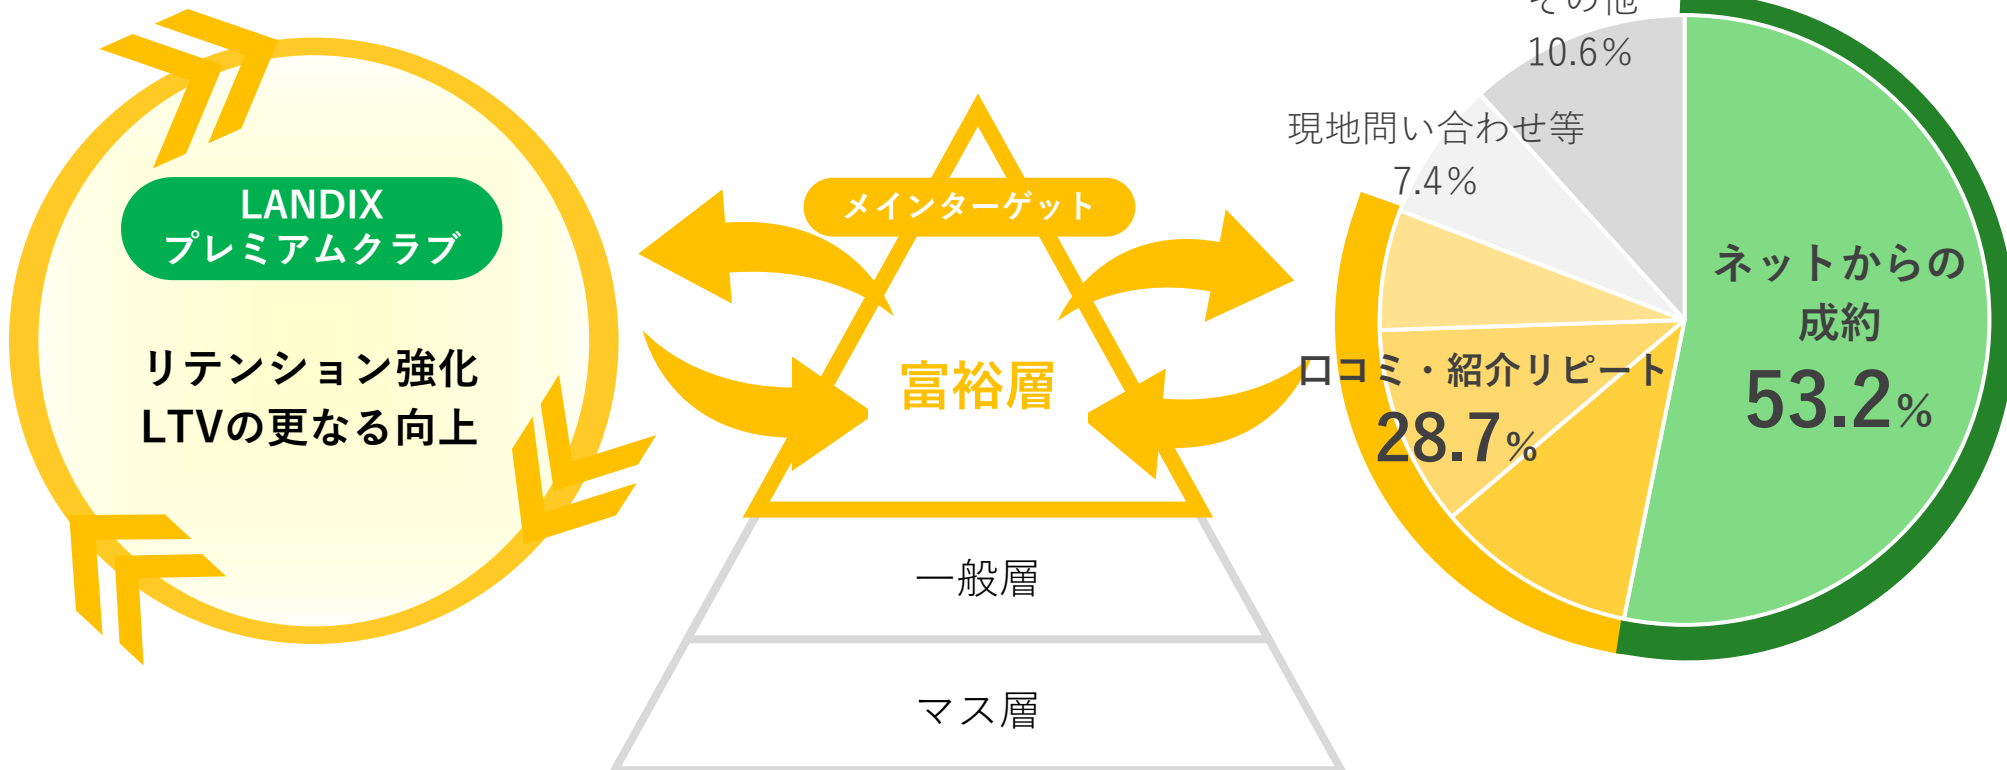 LANDIX
プレミアムクラブ
リテンション強化
LTVの更なる向上
メインターゲット
富裕層
一般層
マス層
その他
10.6%
現地問い合わせ等
7.4%
口コミ・紹介リピート
28.7%
ネットからの
成約
53.2%